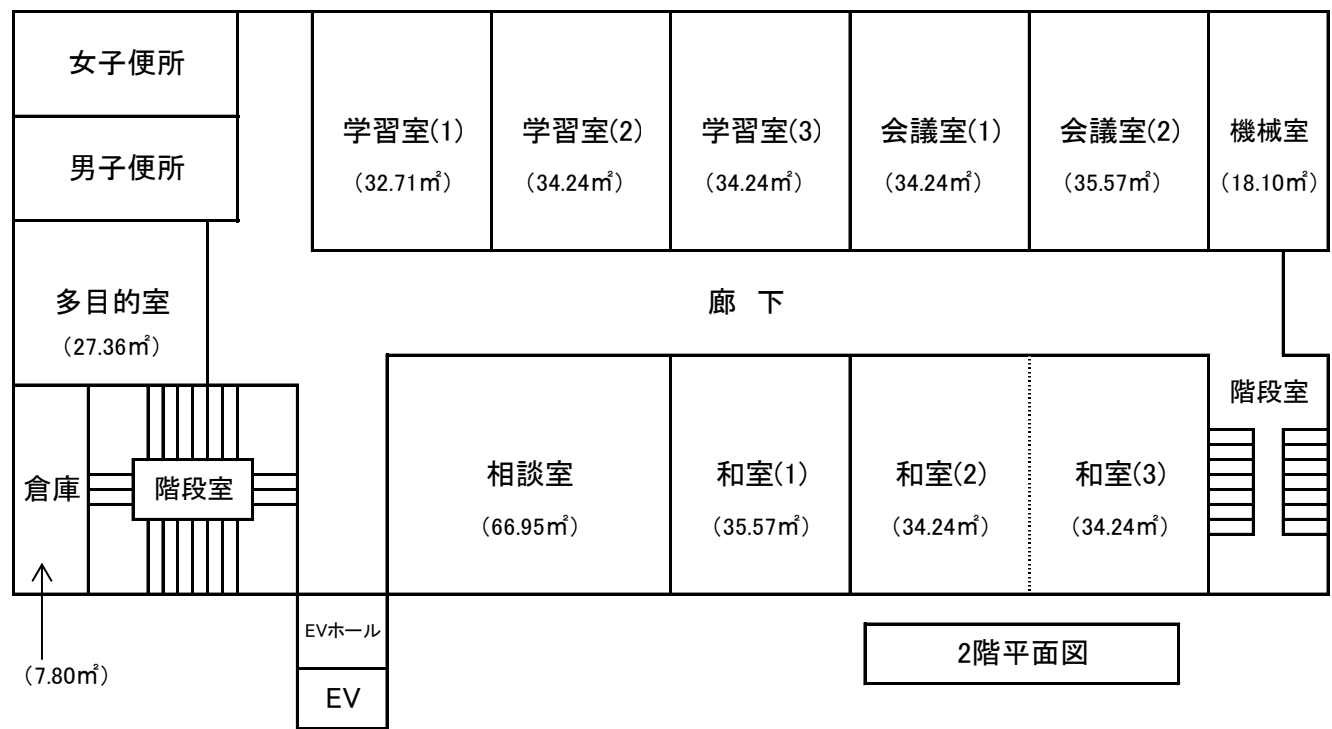 女子便所
男子便所
学習室(1)
(32.71㎡)
学習室(2)
(34.24㎡)
学習室(3)
(34.24㎡)
会議室(1)
(34.24㎡)
会議室(2)
(35.57㎡)
機械室
(18.10㎡)
多目的室
(27.36㎡)
廊 下
倉庫
(7.80㎡)
階段室
相談室
(66.95㎡)
和室(1)
(35.57㎡)
和室(2)
(34.24㎡)
和室(3)
(34.24㎡)
階段室
EVホール
EV
2階平面図